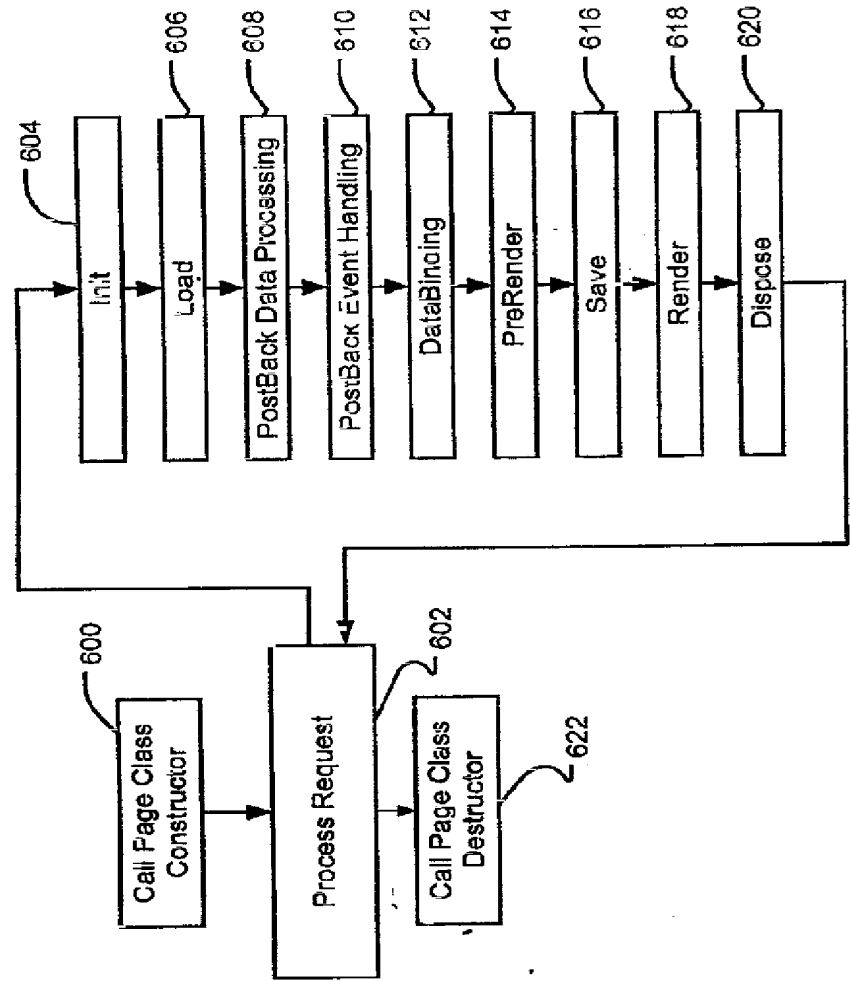 600
Call Page Class
Constructor
Process Request
602
Call Page Class
Destructor
622
604
Init
606
Load
608
PostBack Data Processing
610
PostBack Event Handling
612
DataBinding
614
PreRender
616
Save
618
Render
620
Dispose